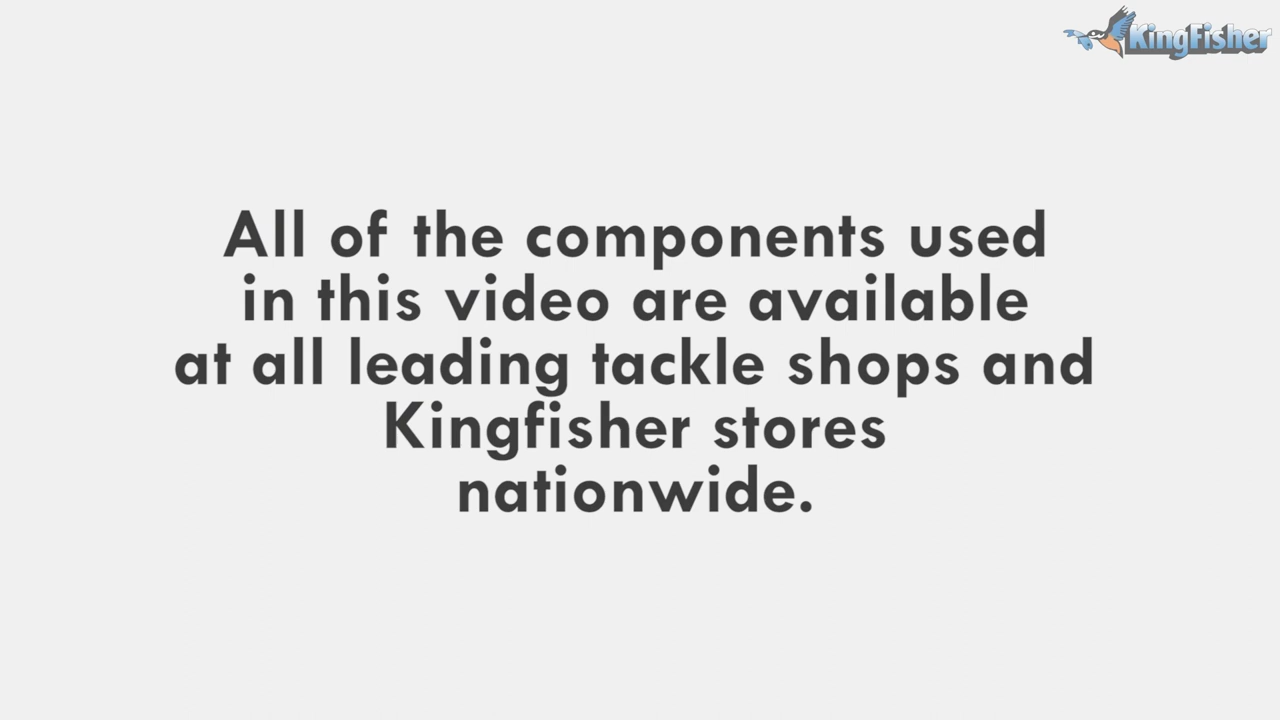 KingFisher
All of the components used
in this video are available
at all leading tackle shops and
Kingfisher stores
nationwide.